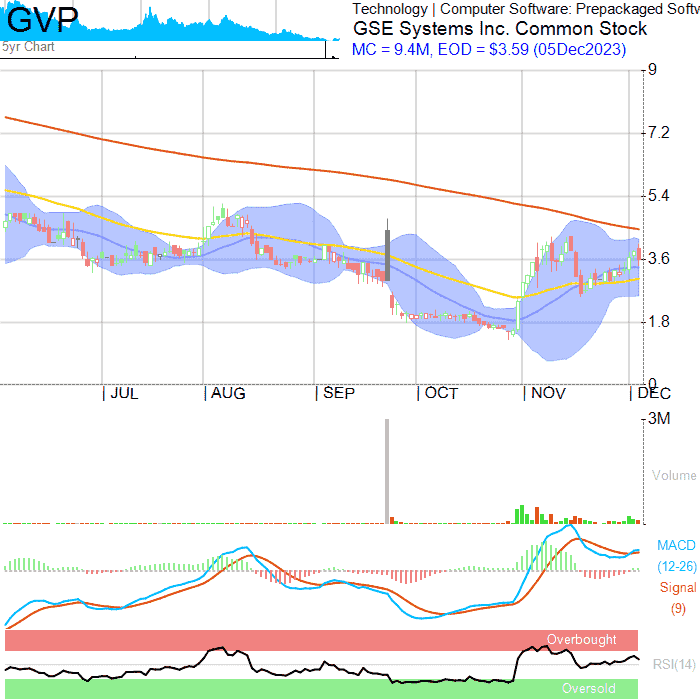 GVP
5yr Chart
Technology | Computer Software: Prepackaged Softw
GSE Systems Inc. Common Stock
MC = 9.4M, EOD = $3.59 (05Dec2023)
9
7.2
5.4
3.6
1.8
0
| JUL | AUG | SEP | OCT | NOV | DEC
3M
Volume
MACD
(12-26)
Signal
(9)
Overbought
RSI(14)
Oversold